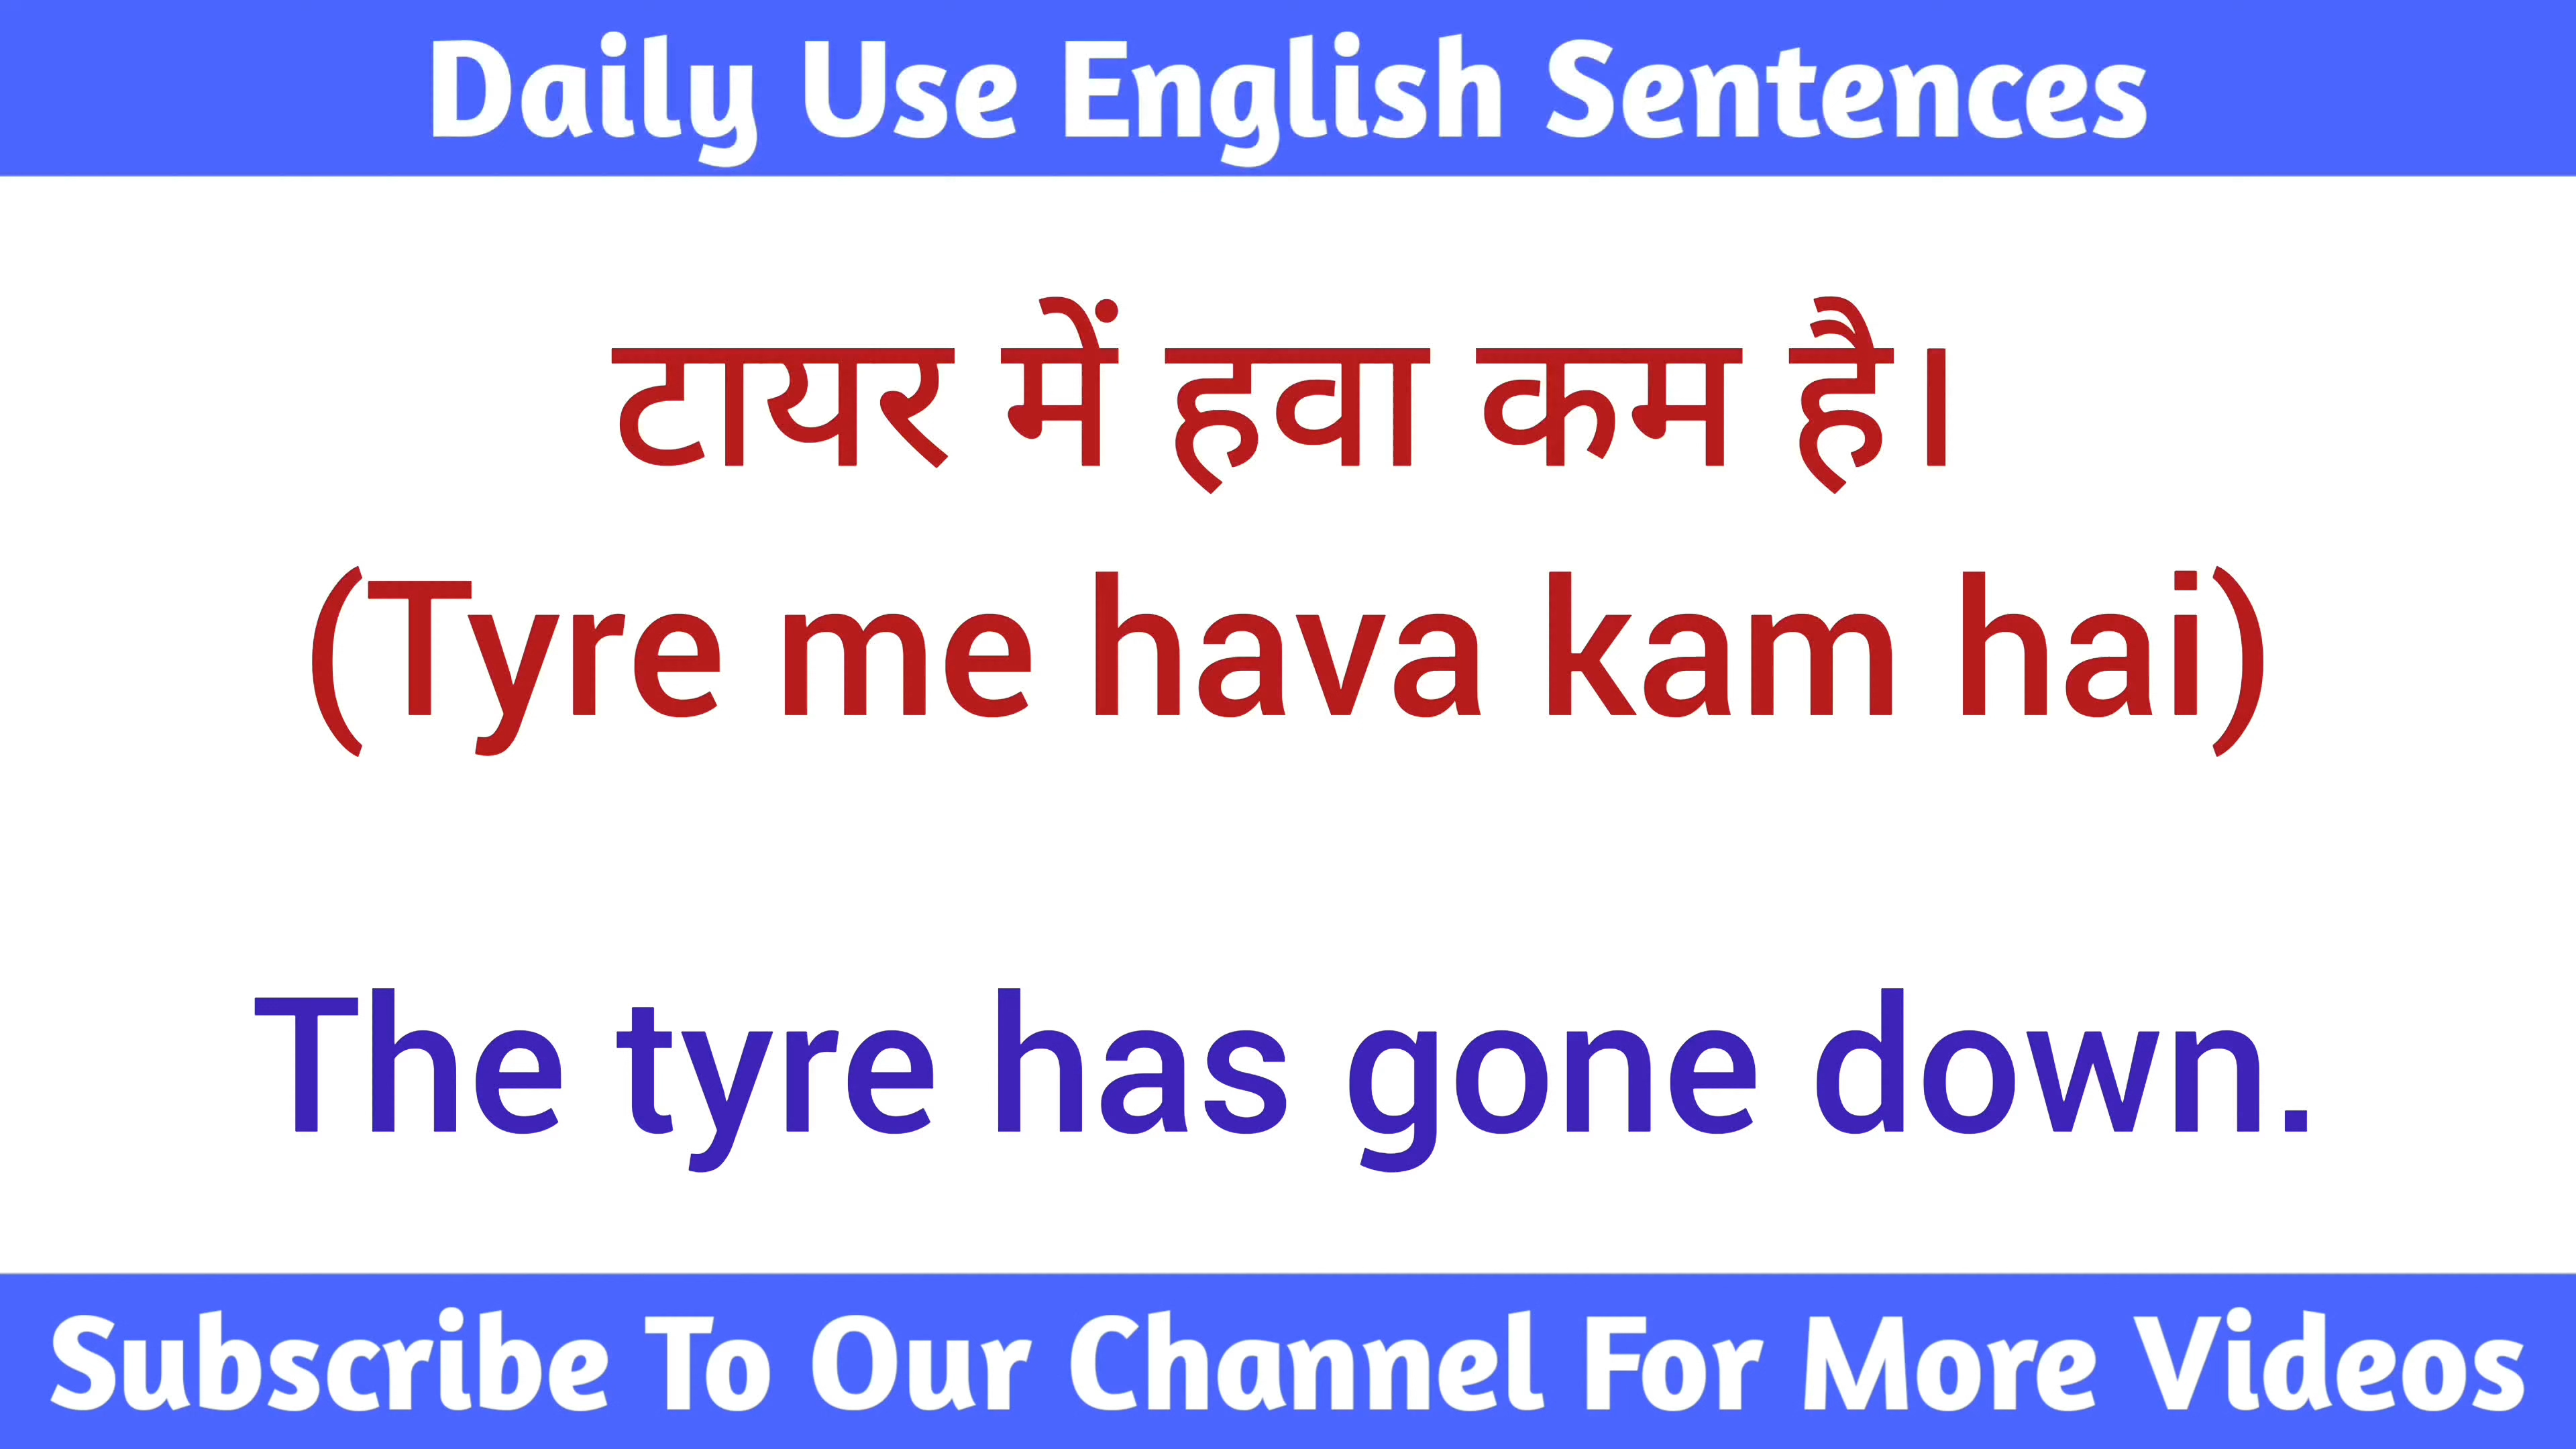 Daily Use English Sentences
टायर में हवा कम है।
(Tyre me hava kam hai)
The tyre has gone down.
Subscribe To Our Channel For More Videos